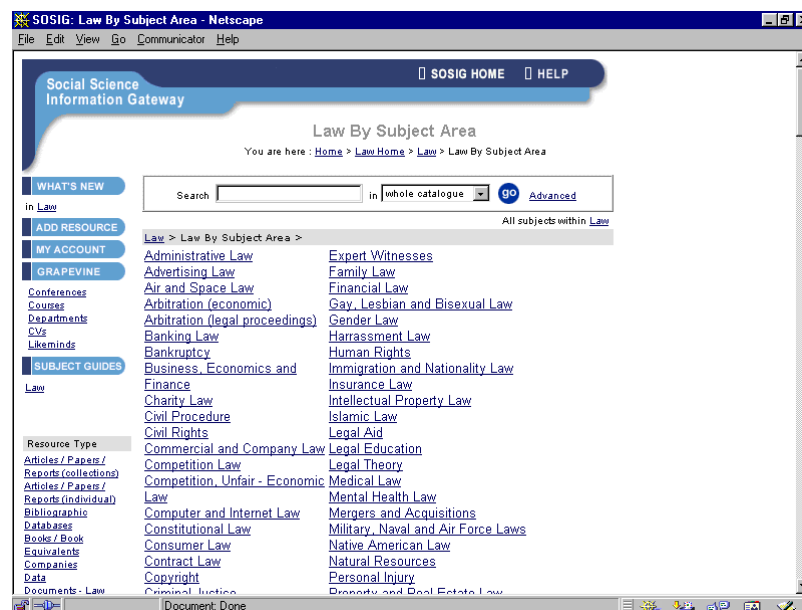 SOSIG: Law By Subject Area - Netscape
File Edit View Go Communicator Help
Social Science
Information Gateway
SOSIG HOME HELP
Law By Subject Area
You are here : Home > Law Home > Law > Law By Subject Area
WHAT'S NEW
in Law
ADD RESOURCE
MY ACCOUNT
GRAPEVINE
Conferences
Courses
Departments
CVs
Likeminds
SUBJECT GUIDES
Law
Resource Type
Articles / Papers /
Reports (collections)
Articles / Papers /
Reports (individual)
Bibliographic
Databases
Books / Book
Equivalents
Companies
Data
Documents - Law
Search in whole catalogue go Advanced
All subjects within Law
Law > Law By Subject Area >
Administrative Law
Advertising Law
Air and Space Law
Arbitration (economic)
Arbitration (legal proceedings)
Banking Law
Bankruptcy
Business, Economics and
Finance
Charity Law
Civil Procedure
Civil Rights
Commercial and Company Law
Competition Law
Competition, Unfair - Economic
Law
Computer and Internet Law
Constitutional Law
Consumer Law
Contract Law
Copyright
Criminal Justice
Expert Witnesses
Family Law
Financial Law
Gay, Lesbian and Bisexual Law
Gender Law
Harrassment Law
Human Rights
Immigration and Nationality Law
Insurance Law
Intellectual Property Law
Islamic Law
Legal Aid
Legal Education
Legal Theory
Medical Law
Mental Health Law
Mergers and Acquisitions
Military, Naval and Air Force Laws
Native American Law
Natural Resources
Personal Injury
Property and Real Estate Law
Document: Done